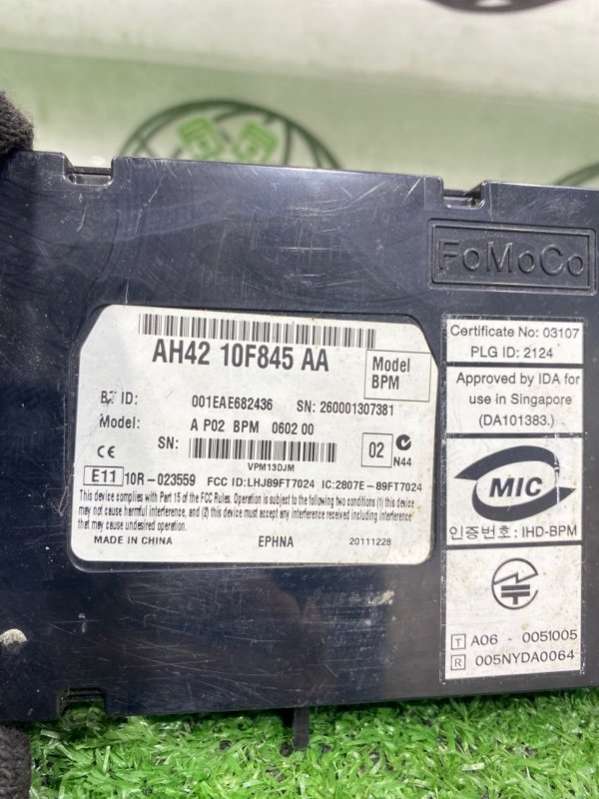 FoMoCo
AH42 10F845 AA
Model
BPM
BT ID: 001EAE682436 SN: 260001307381
Model: A P02 BPM 0602 00
SN:
02
N44
VPM13DJM
E11 10R-023559 FCC ID:LHJ89FT7024 IC:2807E-89FT7024
This device complies with Part 15 of the FCC Rules. Operation is subject to the following two conditions (1) this device
may not cause harmful interference, and (2) this device must accept any interference received including interference
that may cause undesired operation.
MADE IN CHINA EPHNA 20111228
Certificate No: 03107
PLG ID: 2124
Approved by IDA for
use in Singapore
(DA101383.)
MIC
인증번호: IHD-BPM
T A06 - 0051005
R 005NYDA0064